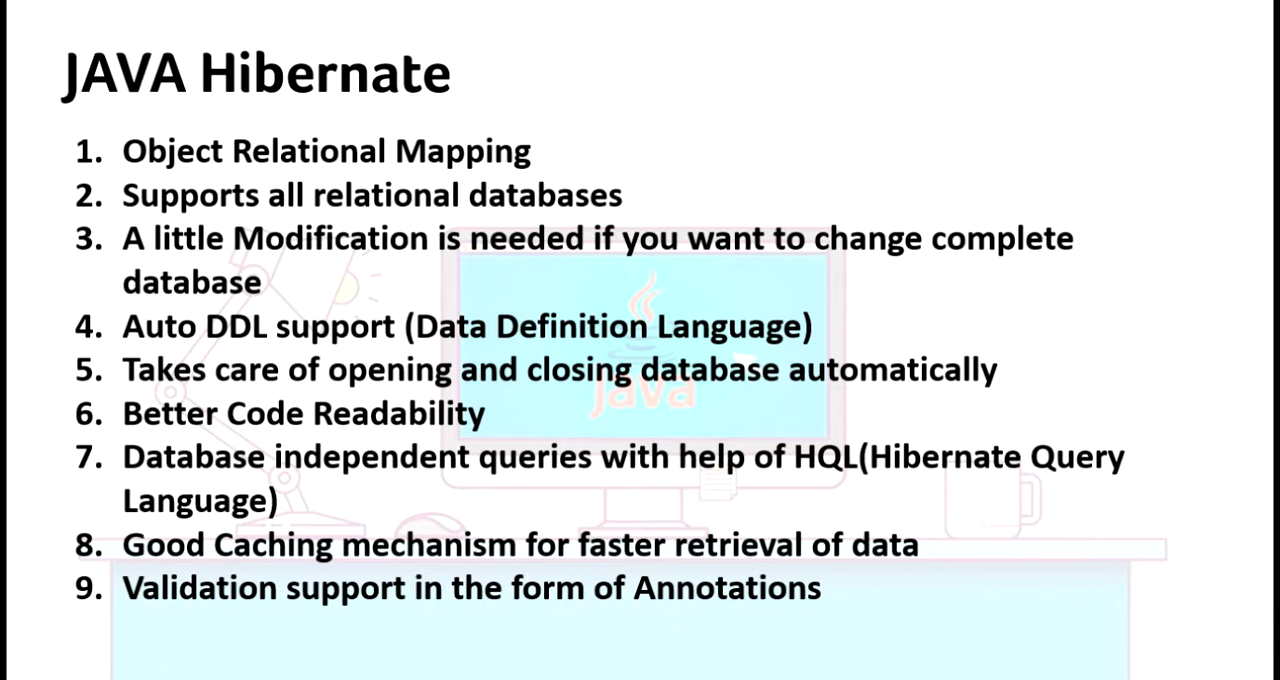 JAVA Hibernate
1. Object Relational Mapping
2. Supports all relational databases
3. A little Modification is needed if you want to change complete
database
4. Auto DDL support (Data Definition Language)
5. Takes care of opening and closing database automatically
Java
6. Better Code Readability
7. Database independent queries with help of HQL(Hibernate Query
Language)
8. Good Caching mechanism for faster retrieval of data
9. Validation support in the form of Annotations